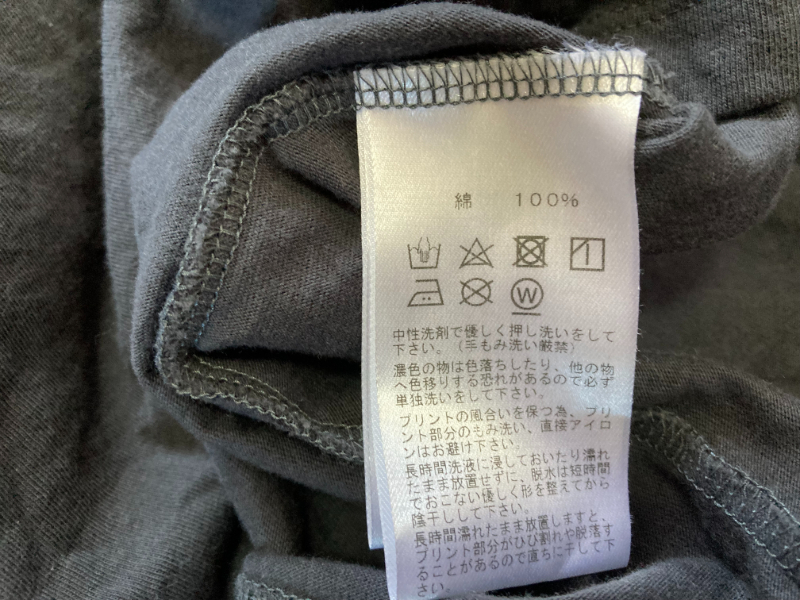 綿 100%
W
中性洗剤で優しく押し洗いをして
下さい。（手もみ洗い厳禁）
濃色の物は色落ちしたり、他の物
へ色移りする恐れがあるので必ず
単独洗いをして下さい。
プリントの風合いを保つ為、プリ
ント部分のもみ洗い、直接アイロ
ンはお避け下さい。
長時間洗液に浸しておいたり濡れ
たまま放置せずに、脱水は短時間
でおこない優しく形を整えてから
陰干しして下さい。
長時間濡れたまま放置しますと、
プリント部分がひび割れや脱落す
ることがあるので直ちに干して下
さい。